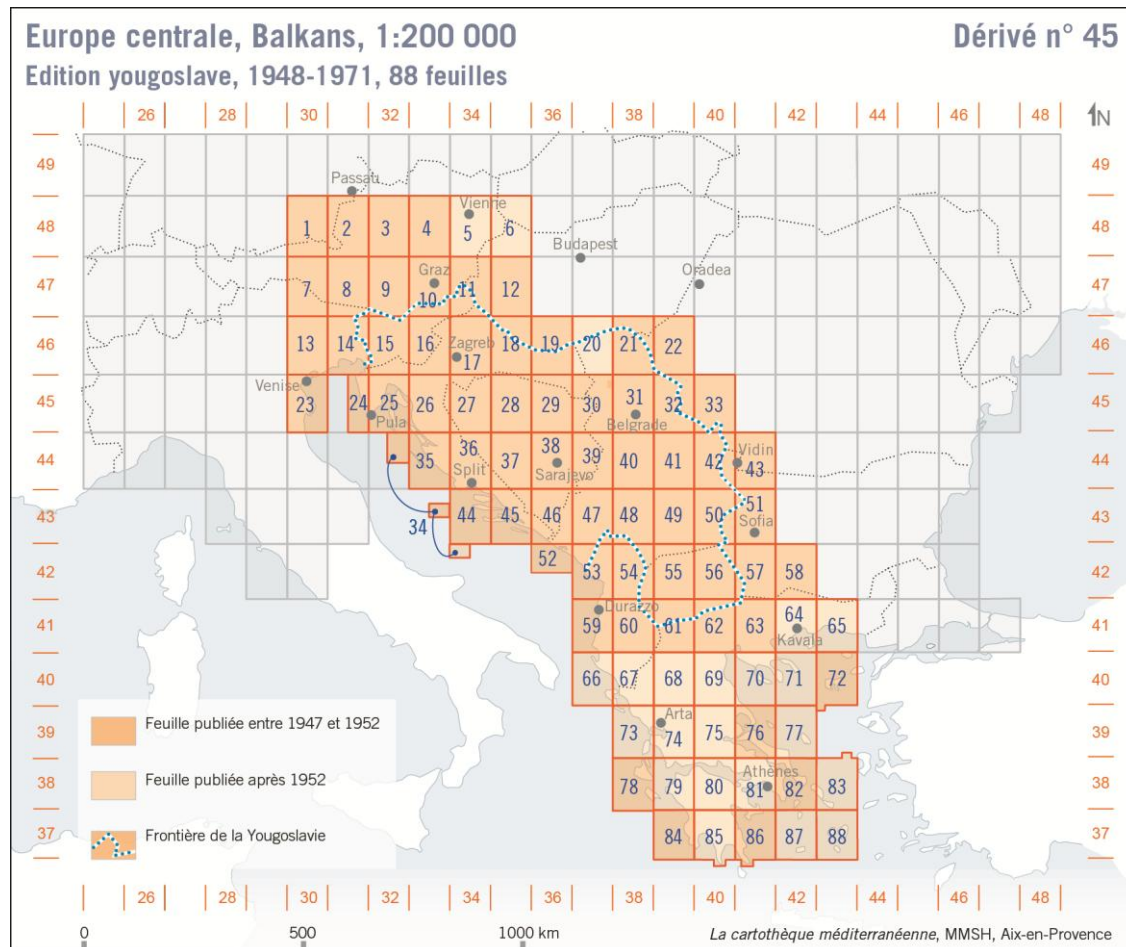 Europe centrale, Balkans, 1:200 000
Dérivé n° 45
Edition yougoslave, 1948-1971, 88 feuilles
26 30 32 34 36 38 40 42 44 46 48
N
49 49
Passau
48 1 2 3 4 Vienne 5 6 48
Budapest
47 7 8 9 Graz 10 11 12 Oradea 47
46 13 14 15 16 Zagreb 17 18 19 20 21 22 46
Venise
45 23 24 25 26 27 28 29 30 31 32 33 45
Pula Belgrade
44 35 36 37 38 39 40 41 42 Vidin 43 44
Split Sarajevo
43 34 44 45 46 47 48 49 50 51 43
Sofia
42 52 53 54 55 56 57 58 42
Durazzo
41 59 60 61 62 63 64 65 41
Kavala
40 66 67 68 69 70 71 72 40
Feuille publiée entre 1947 et 1952
Arta
39 73 74 75 76 77 39
Feuille publiée après 1952
Athènes
38 78 79 80 81 82 83 38
Frontière de la Yougoslavie
37 84 85 86 87 88 37
26 30 32 34 36 38 40 42 44 46 48
0 500 1000 km
La cartothèque méditerranéenne, MMSH, Aix-en-Provence